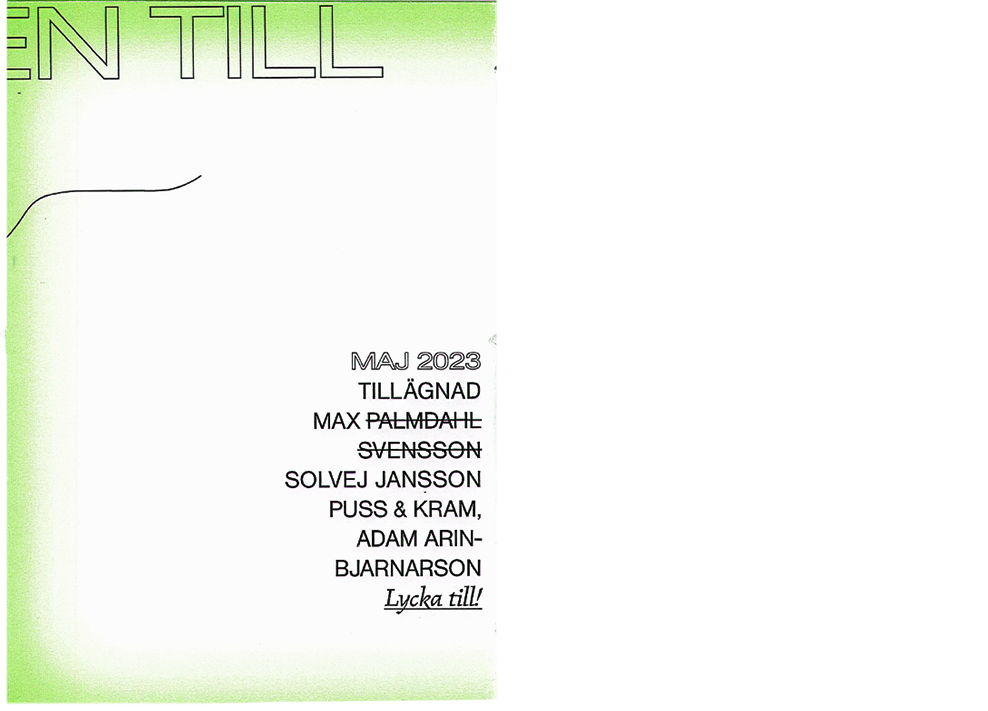 EN TILL
MAJ 2023
TILLÄGNAD
MAX PALMDAHL
SVENSSON
SOLVEJ JANSSON
PUSS & KRAM,
ADAM ARIN-
BJARNARSON
Lycka till!